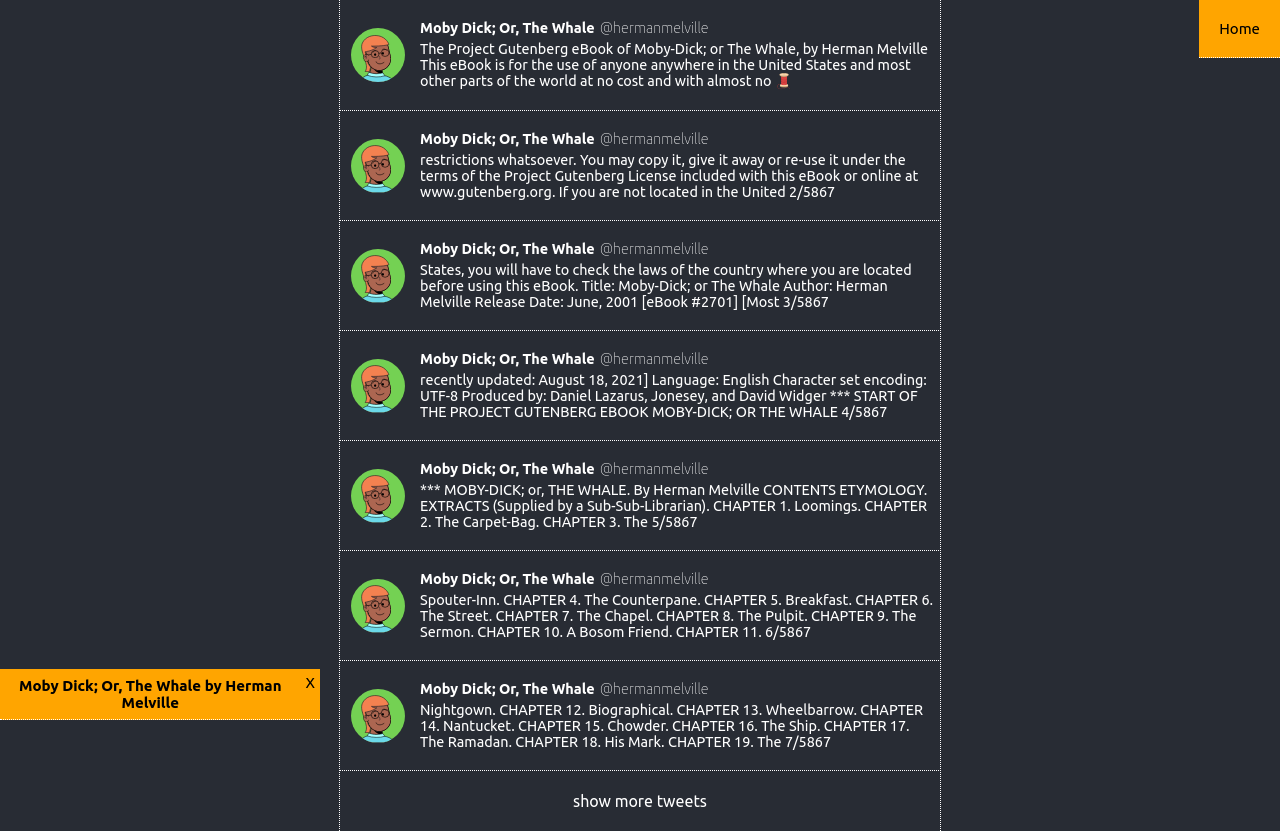 Home
Moby Dick; Or, The Whale @hermanmelville
The Project Gutenberg eBook of Moby-Dick; or The Whale, by Herman Melville
This eBook is for the use of anyone anywhere in the United States and most
other parts of the world at no cost and with almost no 🧵
Moby Dick; Or, The Whale @hermanmelville
restrictions whatsoever. You may copy it, give it away or re-use it under the
terms of the Project Gutenberg License included with this eBook or online at
www.gutenberg.org. If you are not located in the United 2/5867
Moby Dick; Or, The Whale @hermanmelville
States, you will have to check the laws of the country where you are located
before using this eBook. Title: Moby-Dick; or The Whale Author: Herman
Melville Release Date: June, 2001 [eBook #2701] [Most 3/5867
Moby Dick; Or, The Whale @hermanmelville
recently updated: August 18, 2021] Language: English Character set encoding:
UTF-8 Produced by: Daniel Lazarus, Jonesey, and David Widger *** START OF
THE PROJECT GUTENBERG EBOOK MOBY-DICK; OR THE WHALE 4/5867
Moby Dick; Or, The Whale @hermanmelville
*** MOBY-DICK; or, THE WHALE. By Herman Melville CONTENTS ETYMOLOGY.
EXTRACTS (Supplied by a Sub-Sub-Librarian). CHAPTER 1. Loomings. CHAPTER
2. The Carpet-Bag. CHAPTER 3. The 5/5867
Moby Dick; Or, The Whale @hermanmelville
Spouter-Inn. CHAPTER 4. The Counterpane. CHAPTER 5. Breakfast. CHAPTER 6.
The Street. CHAPTER 7. The Chapel. CHAPTER 8. The Pulpit. CHAPTER 9. The
Sermon. CHAPTER 10. A Bosom Friend. CHAPTER 11. 6/5867
Moby Dick; Or, The Whale @hermanmelville
Nightgown. CHAPTER 12. Biographical. CHAPTER 13. Wheelbarrow. CHAPTER
14. Nantucket. CHAPTER 15. Chowder. CHAPTER 16. The Ship. CHAPTER 17.
The Ramadan. CHAPTER 18. His Mark. CHAPTER 19. The 7/5867
show more tweets
Moby Dick; Or, The Whale by Herman
Melville
X